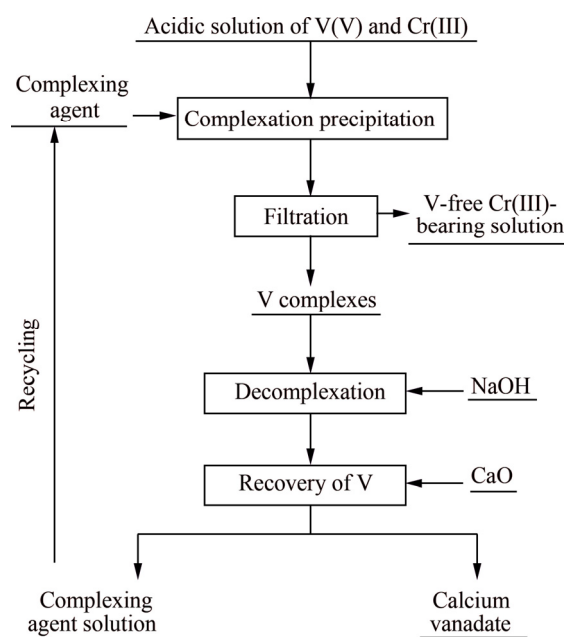 Acidic solution of V(V) and Cr(III)
Complexing
agent
Complexation precipitation
Filtration
V-free Cr(III)-
bearing solution
V complexes
Recycling
Decomplexation
NaOH
Recovery of V
CaO
Complexing
agent solution
Calcium
vanadate